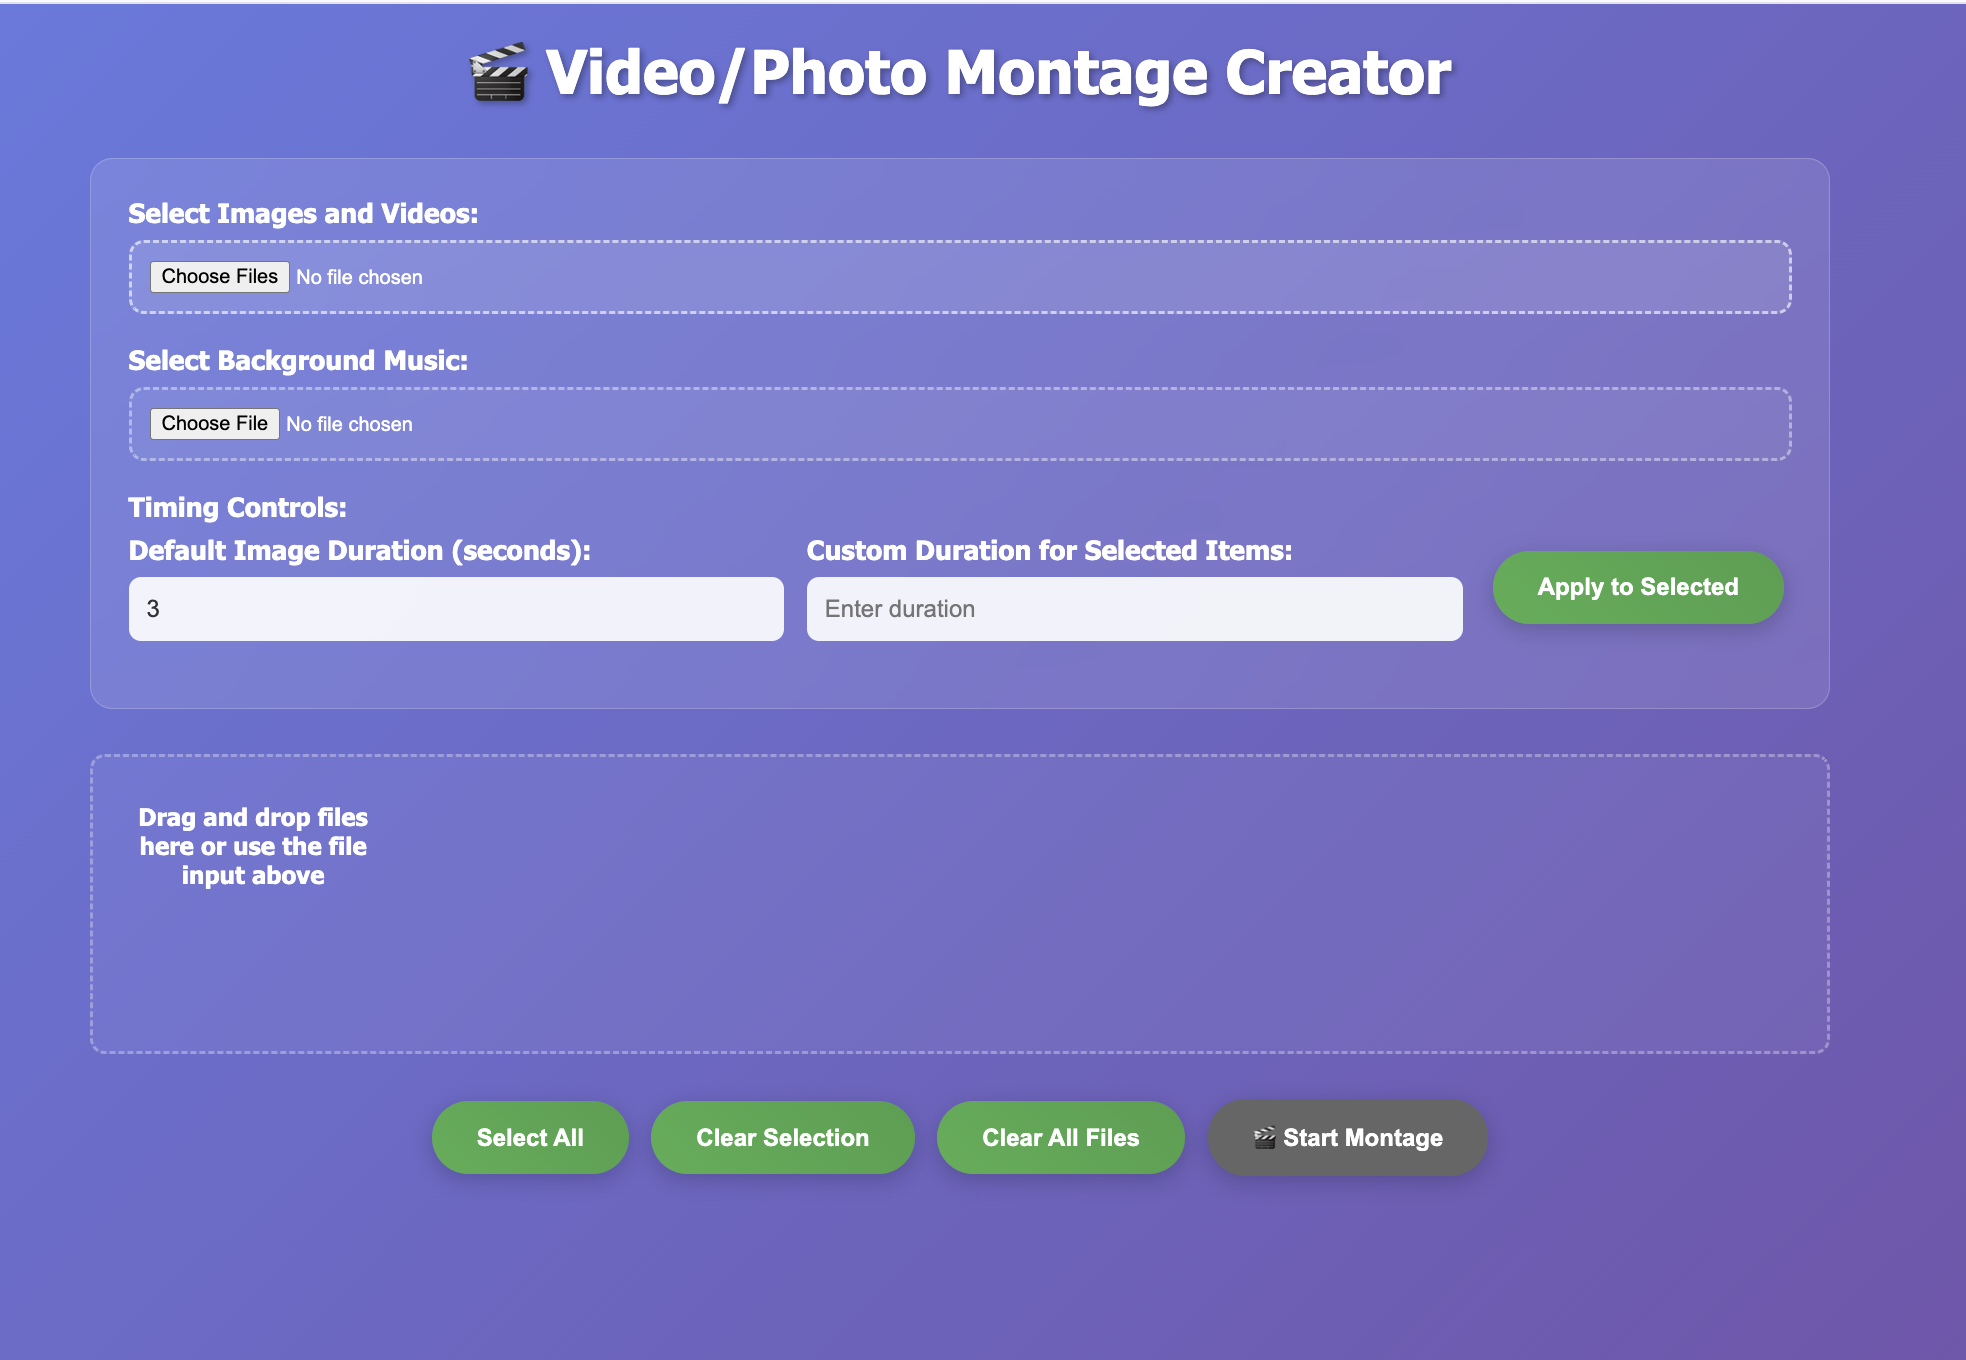 🎬 Video/Photo Montage Creator
Select Images and Videos:
Choose Files No file chosen
Select Background Music:
Choose File No file chosen
Timing Controls:
Default Image Duration (seconds):
3
Custom Duration for Selected Items:
Enter duration
Apply to Selected
Drag and drop files
here or use the file
input above
Select All
Clear Selection
Clear All Files
🎬 Start Montage